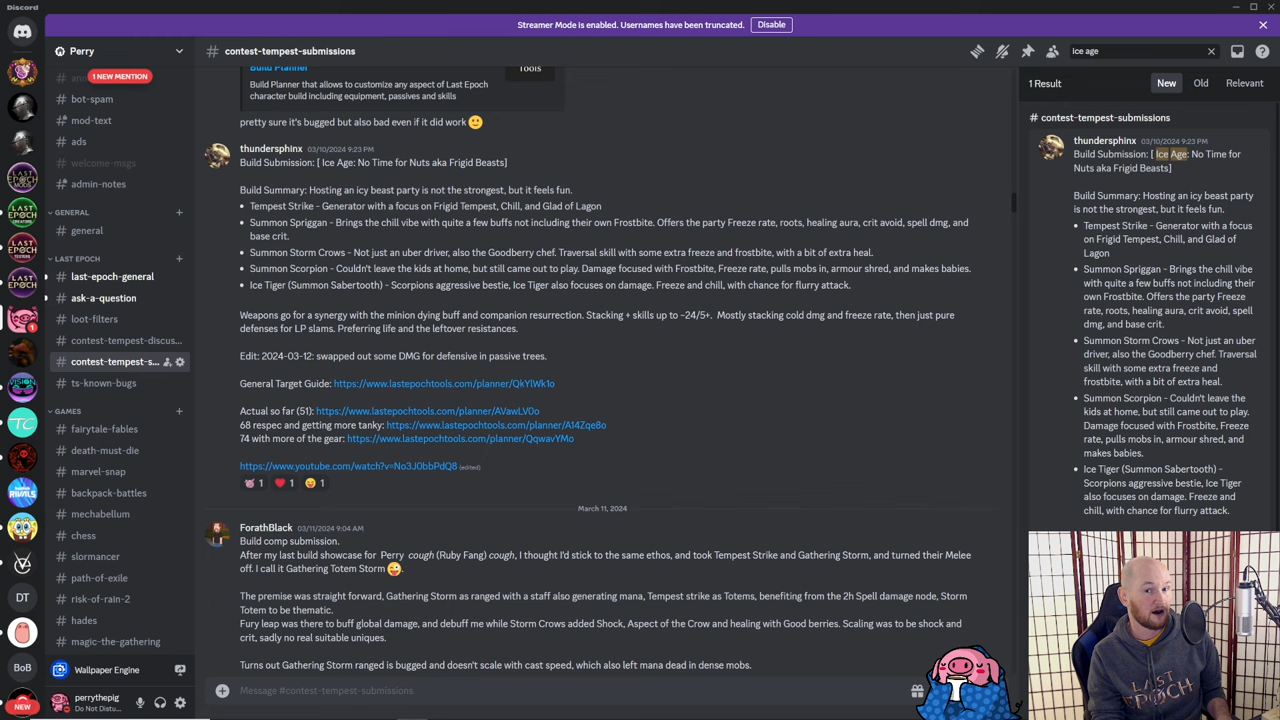 Discord
Streamer Mode is enabled. Usernames have been truncated.
Disable
Perry
contest-tempest-submissions
Ice age
1 NEW MENTION
bot-spam
mod-text
ads
welcome-msgs
admin-notes
GENERAL
general
LAST EPOCH
last-epoch-general
ask-a-question
loot-filters
contest-tempest-discus...
contest-tempest-s...
ts-known-bugs
GAMES
fairytale-fables
death-must-die
marvel-snap
backpack-battles
mechabellum
chess
slormancer
path-of-exile
risk-of-rain-2
hades
magic-the-gathering
Wallpaper Engine
perrythepig
Do Not Distu...
DT
BoB
NEW
1
Build Planner
Tools
Build Planner that allows to customize any aspect of Last Epoch
character build including equipment, passives and skills
pretty sure it's bugged but also bad even if it did work
thundersphinx 03/10/2024 9:23 PM
Build Submission: [ Ice Age: No Time for Nuts aka Frigid Beasts]
Build Summary: Hosting an icy beast party is not the strongest, but it feels fun.
• Tempest Strike - Generator with a focus on Frigid Tempest, Chill, and Glad of Lagon
• Summon Spriggan - Brings the chill vibe with quite a few buffs not including their own Frostbite. Offers the party Freeze rate, roots, healing aura, crit avoid, spell dmg, and
base crit.
• Summon Storm Crows - Not just an uber driver, also the Goodberry chef. Traversal skill with some extra freeze and frostbite, with a bit of extra heal.
• Summon Scorpion - Couldn't leave the kids at home, but still came out to play. Damage focused with Frostbite, Freeze rate, pulls mobs in, armour shred, and makes babies.
• Ice Tiger (Summon Sabertooth) - Scorpions aggressive bestie, Ice Tiger also focuses on damage. Freeze and chill, with chance for flurry attack.
Weapons go for a synergy with the minion dying buff and companion resurrection. Stacking + skills up to ~24/5+. Mostly stacking cold dmg and freeze rate, then just pure
defenses for LP slams. Preferring life and the leftover resistances.
Edit: 2024-03-12: swapped out some DMG for defensive in passive trees.
General Target Guide: https://www.lastepochtools.com/planner/QkYlWk1o
Actual so far (51): https://www.lastepochtools.com/planner/AVawLV0o
68 respec and getting more tanky: https://www.lastepochtools.com/planner/A14Zqe8o
74 with more of the gear: https://www.lastepochtools.com/planner/QqwavYMo
https://www.youtube.com/watch?v=No3J0bbPdQ8 (edited)
1 1 1
March 11, 2024
ForathBlack 03/11/2024 9:04 AM
Build comp submission.
After my last build showcase for Perry cough (Ruby Fang) cough, I thought I'd stick to the same ethos, and took Tempest Strike and Gathering Storm, and turned their Melee
off. I call it Gathering Totem Storm
The premise was straight forward, Gathering Storm as ranged with a staff also generating mana, Tempest strike as Totems, benefiting from the 2h Spell damage node, Storm
Totem to be thematic.
Fury leap was there to buff global damage, and debuff me while Storm Crows added Shock, Aspect of the Crow and healing with Good berries. Scaling was to be shock and
crit, sadly no real suitable uniques.
Turns out Gathering Storm ranged is bugged and doesn't scale with cast speed, which also left mana dead in dense mobs.
Message #contest-tempest-submissions
1 Result
New
Old
Relevant
# contest-tempest-submissions
thundersphinx 03/10/2024 9:23 PM
Build Submission: [ Ice Age: No Time for
Nuts aka Frigid Beasts]
Build Summary: Hosting an icy beast party
is not the strongest, but it feels fun.
• Tempest Strike - Generator with a focus
on Frigid Tempest, Chill, and Glad of
Lagon
• Summon Spriggan - Brings the chill vibe
with quite a few buffs not including their
own Frostbite. Offers the party Freeze
rate, roots, healing aura, crit avoid, spell
dmg, and base crit.
• Summon Storm Crows - Not just an uber
driver, also the Goodberry chef. Traversal
skill with some extra freeze and
frostbite, with a bit of extra heal.
• Summon Scorpion - Couldn't leave the
kids at home, but still came out to play.
Damage focused with Frostbite, Freeze
rate, pulls mobs in, armour shred, and
makes babies.
• Ice Tiger (Summon Sabertooth) -
Scorpions aggressive bestie, Ice Tiger
also focuses on damage. Freeze and
chill, with chance for flurry attack.